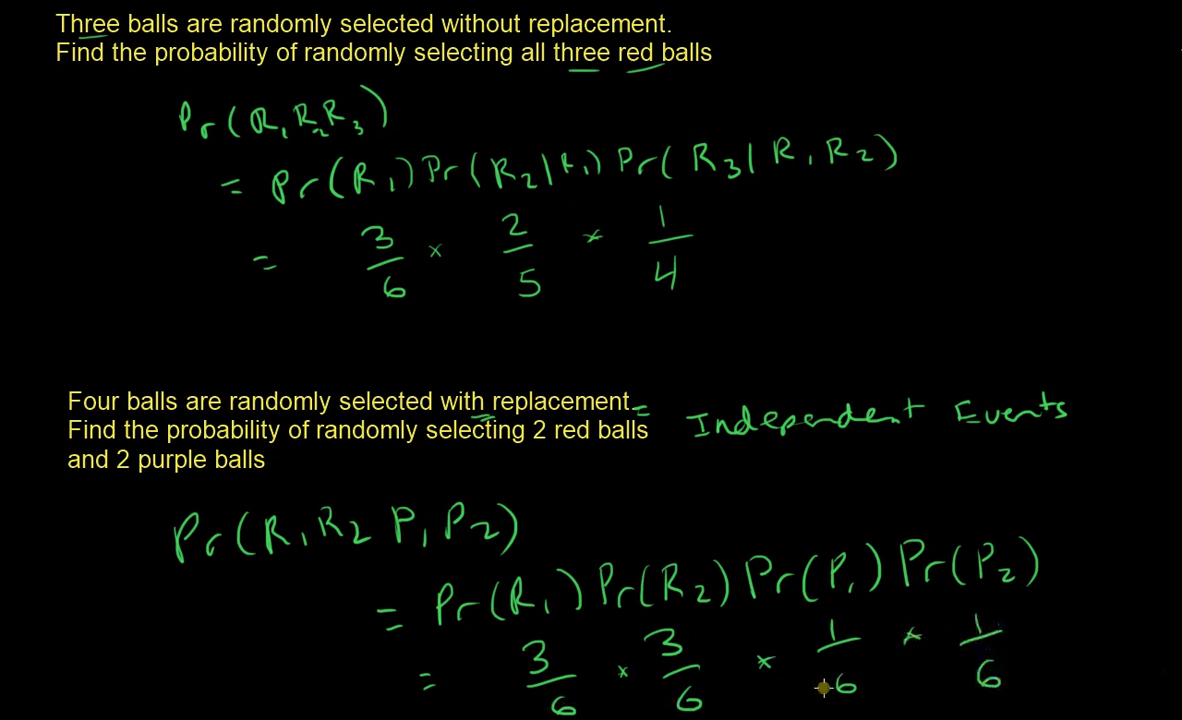 Three balls are randomly selected without replacement.
Find the probability of randomly selecting all three red balls
Pr(R₁R₂R₃)
= Pr(R₁) Pr(R₂|R₁) Pr(R₃|R₁R₂)
= 3/6 × 2/5 × 1/4
Four balls are randomly selected with replacement. = Independent Events
Find the probability of randomly selecting 2 red balls
and 2 purple balls
Pr(R₁R₂P₁P₂)
= Pr(R₁) Pr(R₂) Pr(P₁) Pr(P₂)
= 3/6 × 3/6 × 1/6 × 1/6